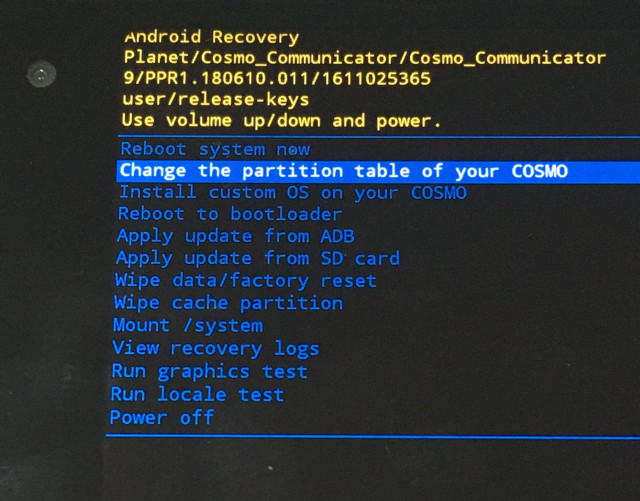 Android Recovery
Planet/Cosmo_Communicator/Cosmo_Communicator
9/PPR1.180610.011/1611025365
user/release-keys
Use volume up/down and power.
Reboot system now
Change the partition table of your COSMO
Install custom OS on your COSMO
Reboot to bootloader
Apply update from ADB
Apply update from SD card
Wipe data/factory reset
Wipe cache partition
Mount /system
View recovery logs
Run graphics test
Run locale test
Power off